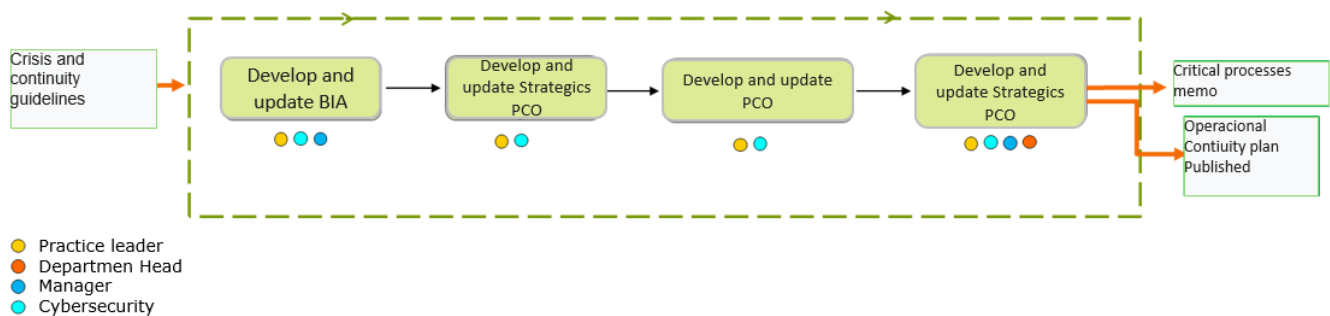 Crisis and
continuity
guidelines
Develop and
update BIA
Develop and
update Strategics
PCO
Develop and update
PCO
Develop and
update Strategics
PCO
Critical processes
memo
Operacional
Contiuity plan
Published
Practice leader
Departmen Head
Manager
Cybersecurity